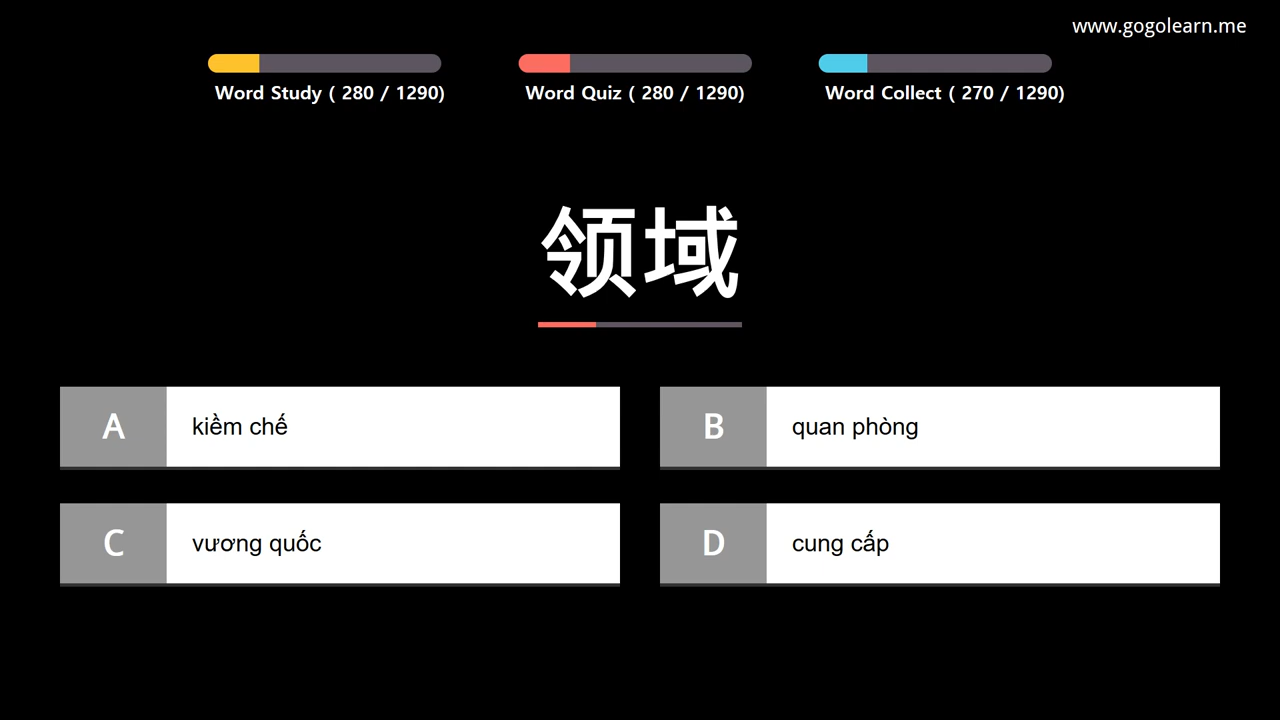 www.gogolearn.me
Word Study ( 280 / 1290)
Word Quiz ( 280 / 1290)
Word Collect ( 270 / 1290)
领域
A kiềm chế
B quan phòng
C vương quốc
D cung cấp